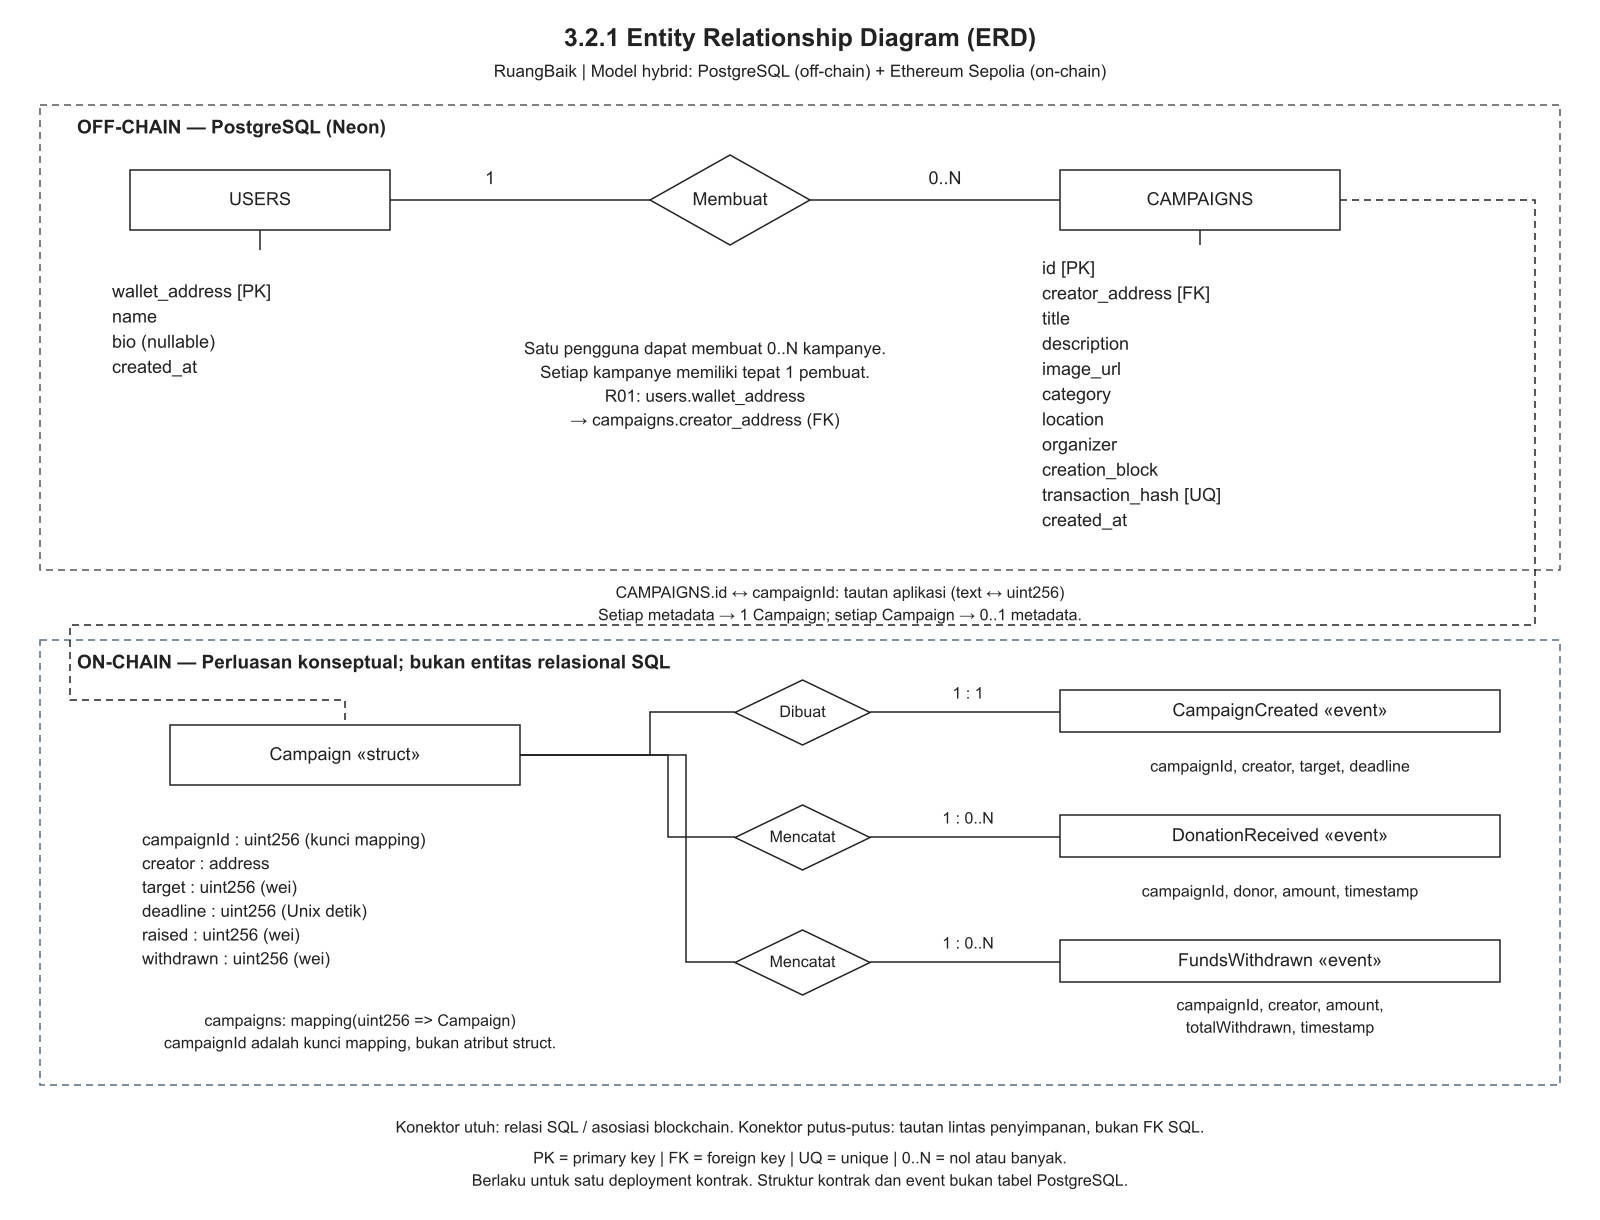 3.2.1 Entity Relationship Diagram (ERD)
RuangBaik | Model hybrid: PostgreSQL (off-chain) + Ethereum Sepolia (on-chain)
OFF-CHAIN — PostgreSQL (Neon)
USERS
1
Membuat
0..N
CAMPAIGNS
wallet_address [PK]
name
bio (nullable)
created_at
Satu pengguna dapat membuat 0..N kampanye.
Setiap kampanye memiliki tepat 1 pembuat.
R01: users.wallet_address
→ campaigns.creator_address (FK)
id [PK]
creator_address [FK]
title
description
image_url
category
location
organizer
creation_block
transaction_hash [UQ]
created_at
CAMPAIGNS.id ↔ campaignId: tautan aplikasi (text ↔ uint256)
Setiap metadata → 1 Campaign; setiap Campaign → 0..1 metadata.
ON-CHAIN — Perluasan konseptual; bukan entitas relasional SQL
Campaign «struct»
campaignId : uint256 (kunci mapping)
creator : address
target : uint256 (wei)
deadline : uint256 (Unix detik)
raised : uint256 (wei)
withdrawn : uint256 (wei)
campaigns: mapping(uint256 => Campaign)
campaignId adalah kunci mapping, bukan atribut struct.
Dibuat
1 : 1
CampaignCreated «event»
campaignId, creator, target, deadline
Mencatat
1 : 0..N
DonationReceived «event»
campaignId, donor, amount, timestamp
Mencatat
1 : 0..N
FundsWithdrawn «event»
campaignId, creator, amount,
totalWithdrawn, timestamp
Konektor utuh: relasi SQL / asosiasi blockchain. Konektor putus-putus: tautan lintas penyimpanan, bukan FK SQL.
PK = primary key | FK = foreign key | UQ = unique | 0..N = nol atau banyak.
Berlaku untuk satu deployment kontrak. Struktur kontrak dan event bukan tabel PostgreSQL.